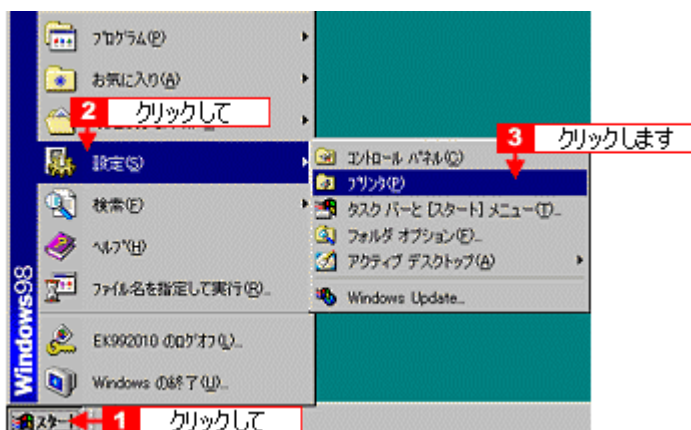 プログラム(P)
お気に入り(A)
2 クリックして
設定(S)
検索(F)
ヘルプ(H)
ファイル名を指定して実行(R)...
EK992010 のログオフ(L)...
Windows の終了(U)...
Windows98
スタート
1 クリックして
3 クリックします
コントロール パネル(C)
プリンタ(P)
タスク バーと [スタート] メニュー(T)...
フォルダ オプション(F)...
アクティブ デスクトップ(A)
Windows Update...